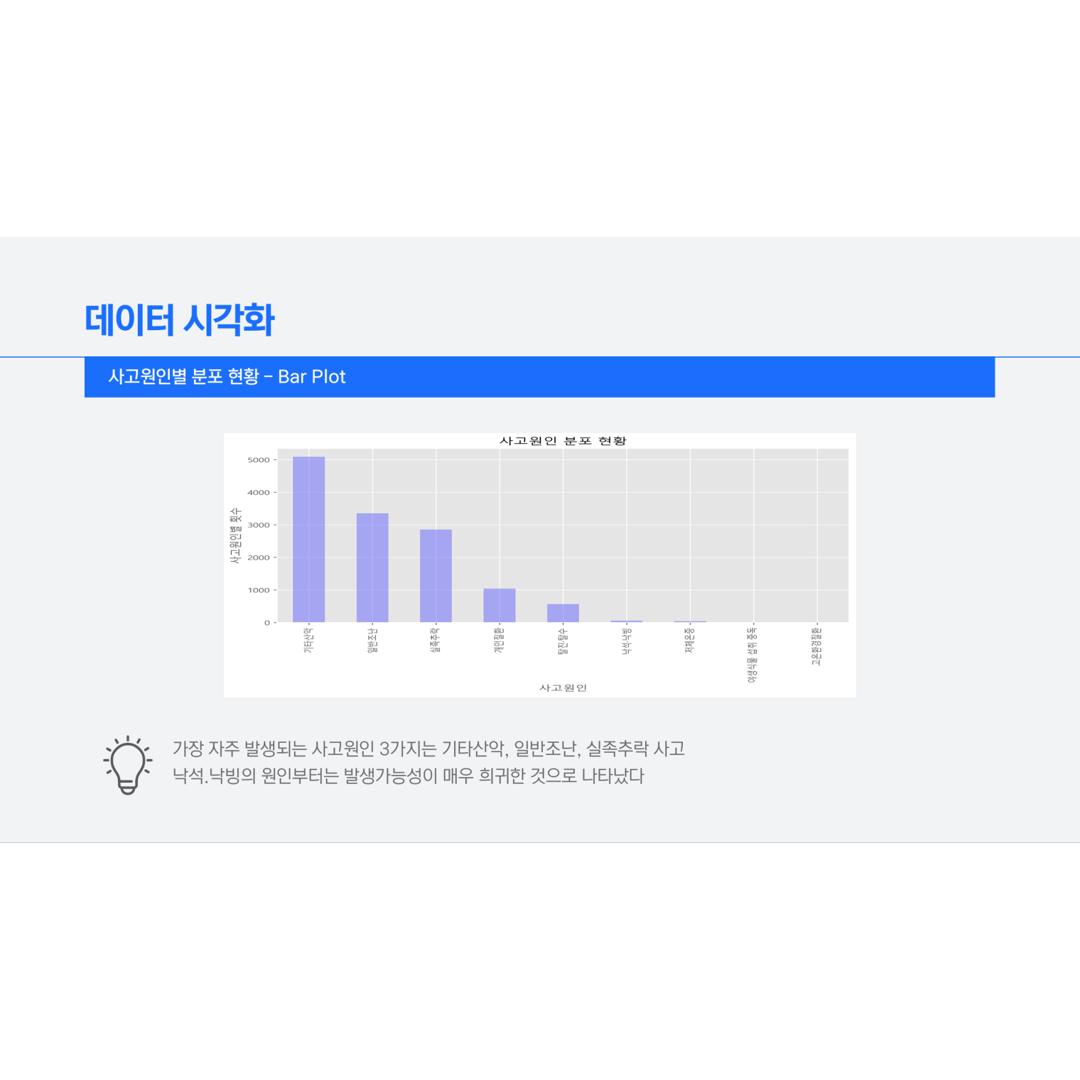 데이터 시각화
사고원인별 분포 현황 – Bar Plot
사고원인 분포 현황
사고원인별 횟수
5000
4000
3000
2000
1000
0
기타산악
일반조난
실족추락
개인질환
탈진탈수
낙석낙빙
저체온증
야생식물 섭취 중독
고온환경질환
사고원인
가장 자주 발생되는 사고원인 3가지는 기타산악, 일반조난, 실족추락 사고
낙석.낙빙의 원인부터는 발생가능성이 매우 희귀한 것으로 나타났다